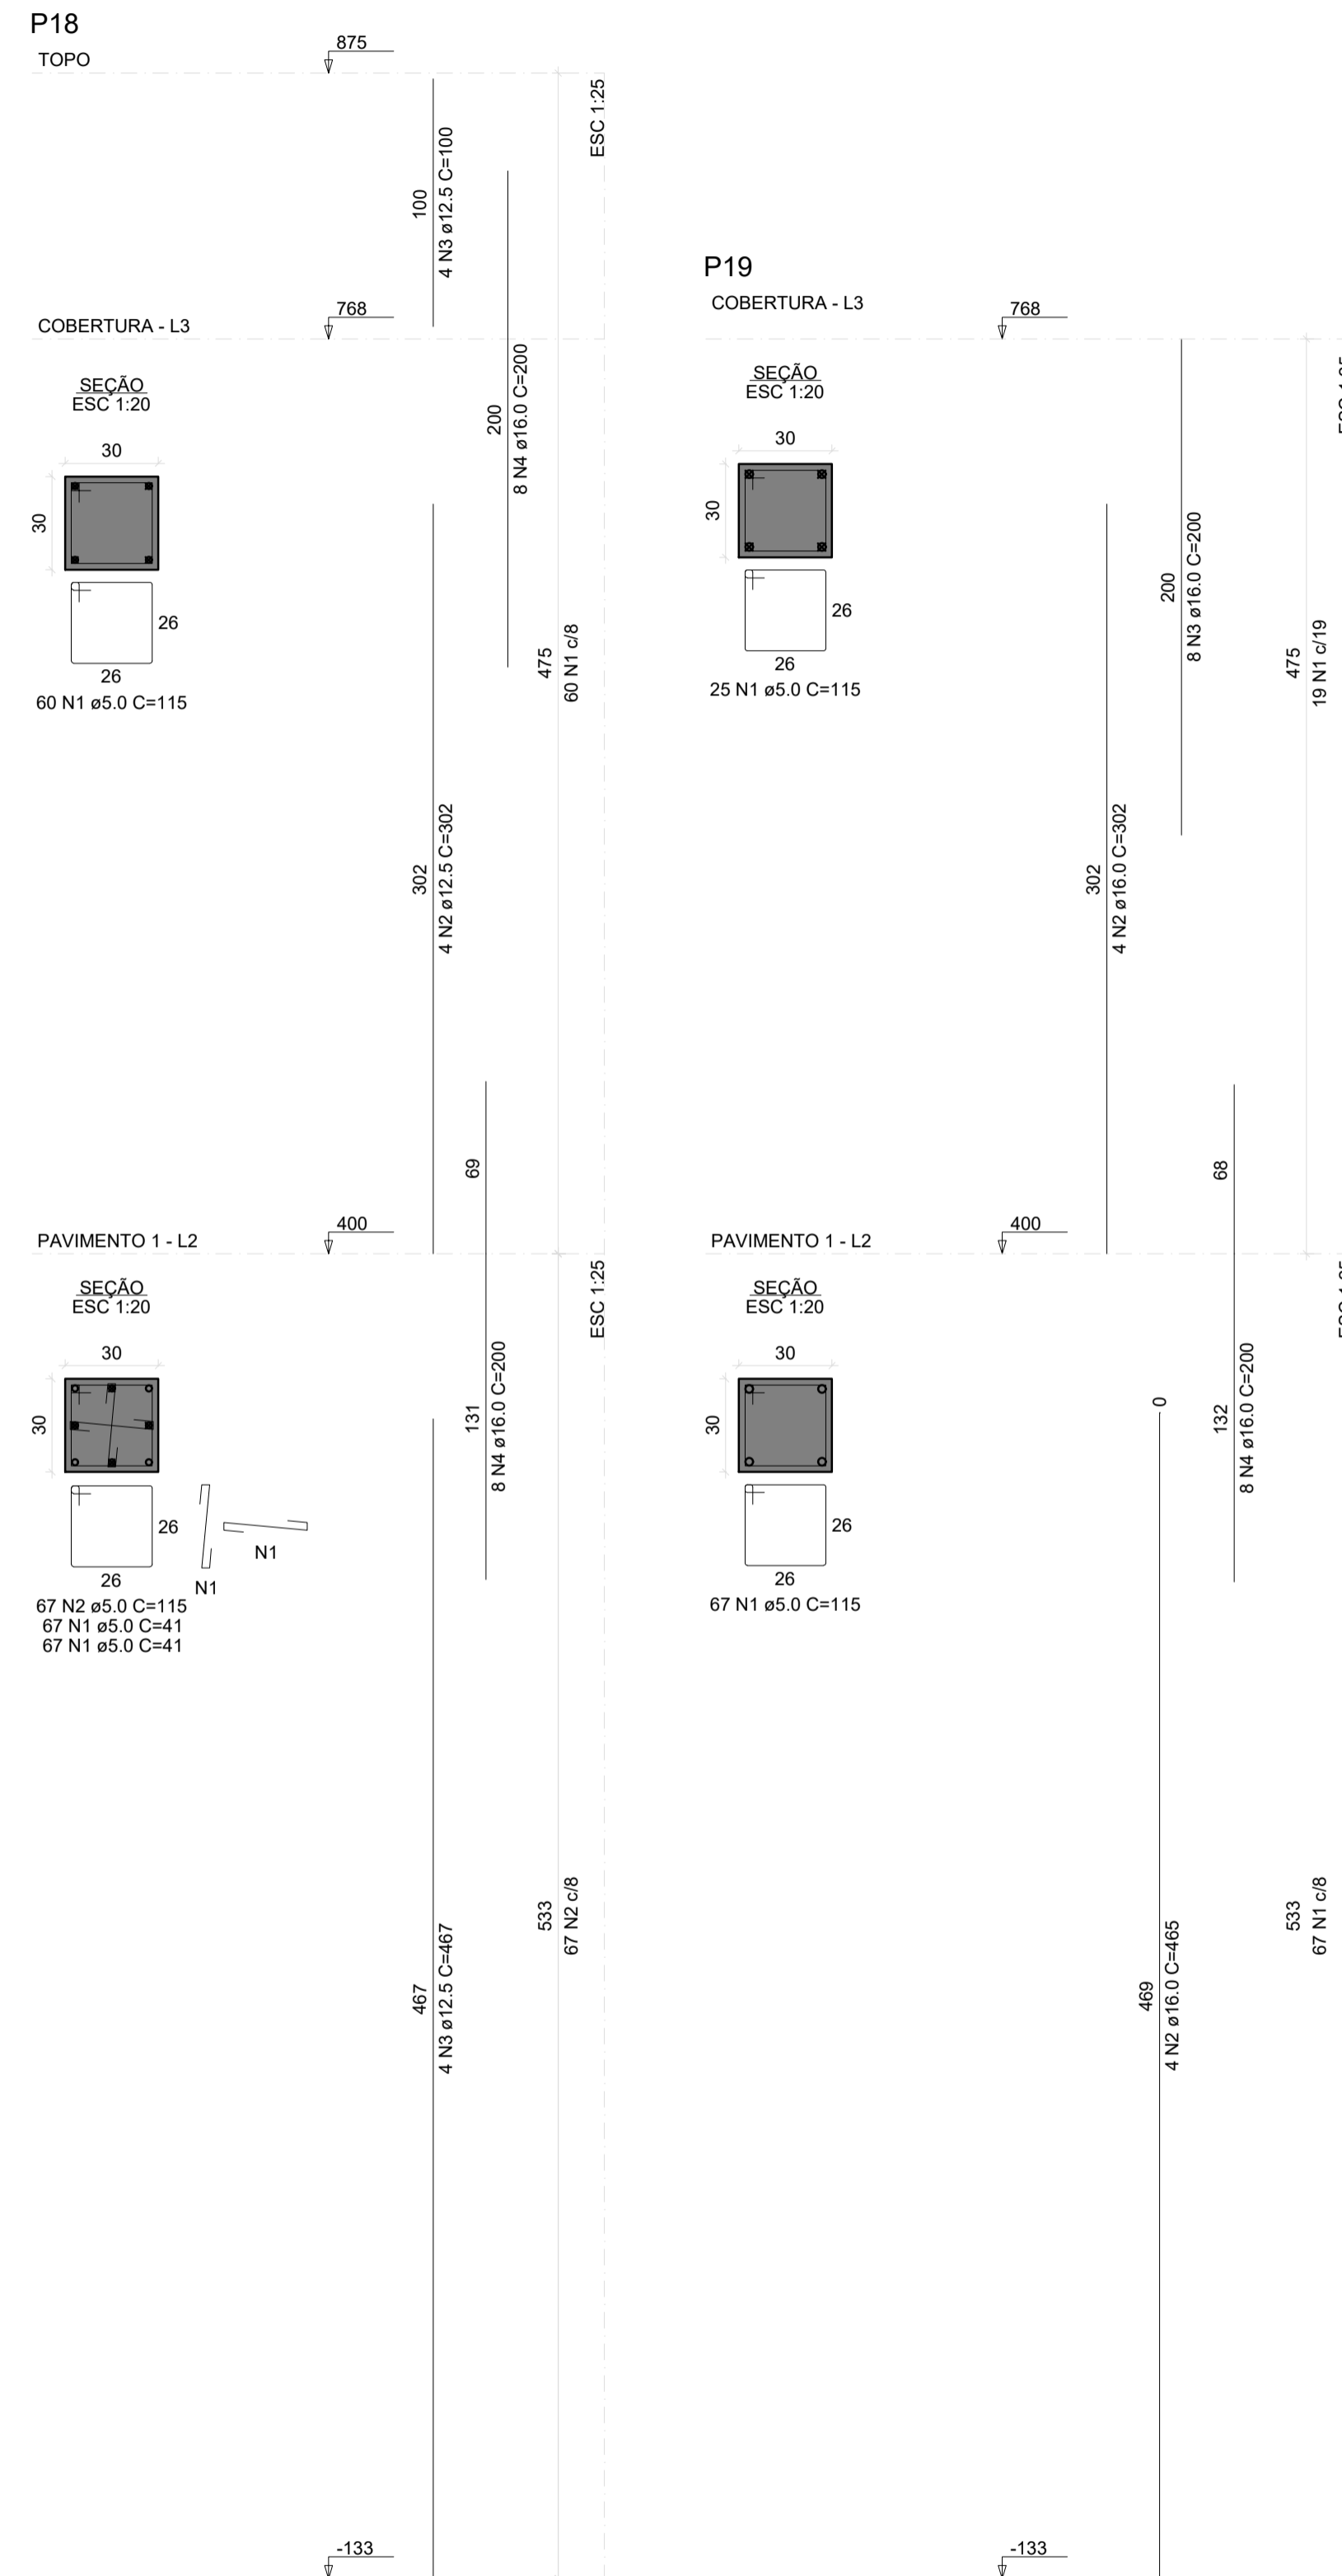 P18
TOPO
875
ESC 1:25
100
4 N3 ø12.5 C=100
COBERTURA - L3
768
SEÇÃO
ESC 1:20
30
30
26
26
60 N1 ø5.0 C=115
200
8 N4 ø16.0 C=200
475
60 N1 c/8
302
4 N2 ø12.5 C=302
69
PAVIMENTO 1 - L2
400
ESC 1:25
SEÇÃO
ESC 1:20
30
30
26
26
N1
N1
67 N2 ø5.0 C=115
67 N1 ø5.0 C=41
67 N1 ø5.0 C=41
131
8 N4 ø16.0 C=200
533
67 N2 c/8
467
4 N3 ø12.5 C=467
-133
P19
COBERTURA - L3
768
SEÇÃO
ESC 1:20
30
30
26
26
25 N1 ø5.0 C=115
200
8 N3 ø16.0 C=200
475
19 N1 c/19
302
4 N2 ø16.0 C=302
68
PAVIMENTO 1 - L2
400
SEÇÃO
ESC 1:20
30
30
26
26
67 N1 ø5.0 C=115
0
132
8 N4 ø16.0 C=200
533
67 N1 c/8
469
4 N2 ø16.0 C=465
-133